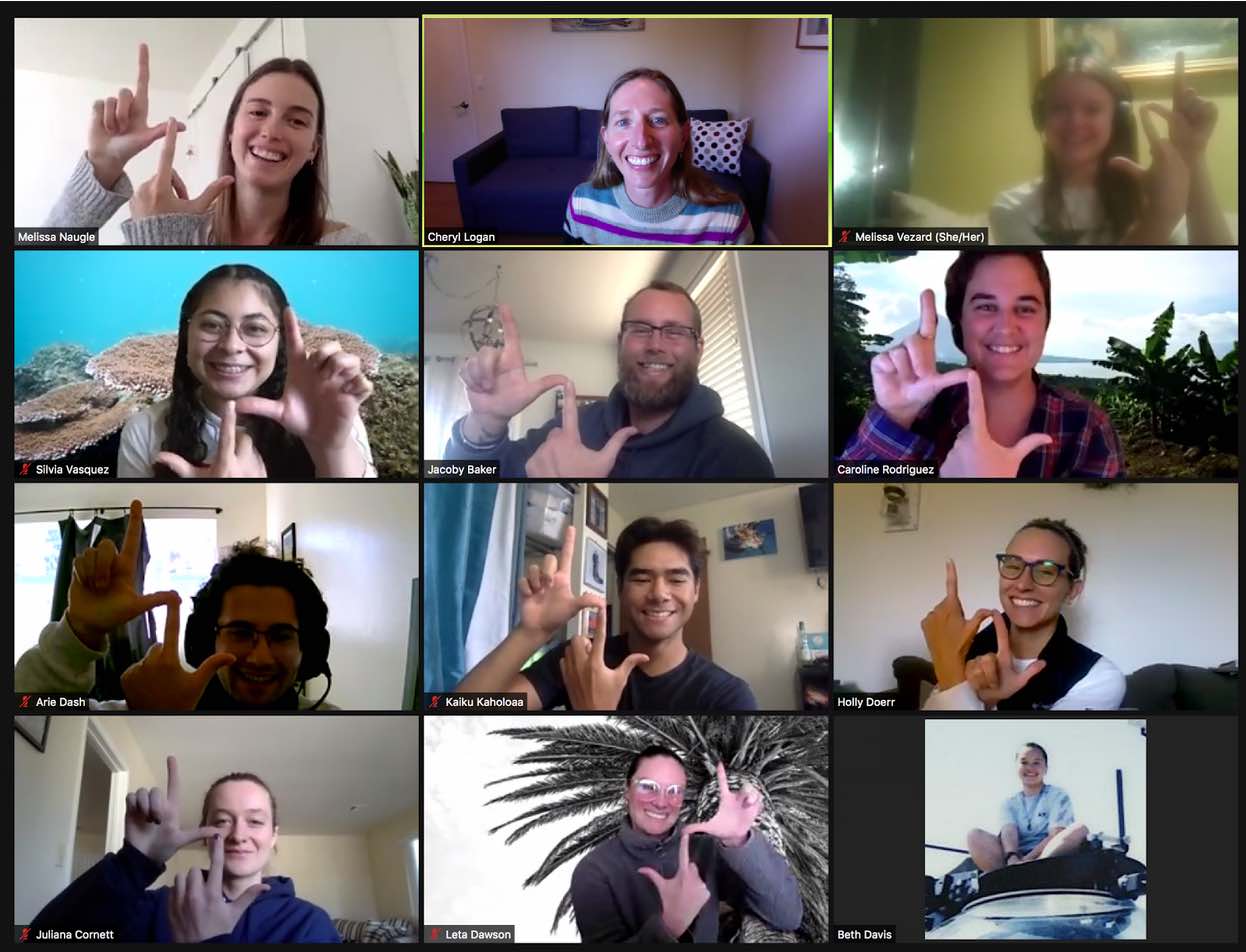 Melissa Naugle
Cheryl Logan
Melissa Vezard (She/Her)
Silvia Vasquez
Jacoby Baker
Caroline Rodriguez
Arie Dash
Kaiku Kaholoaa
Holly Doerr
Juliana Cornett
Leta Dawson
Beth Davis